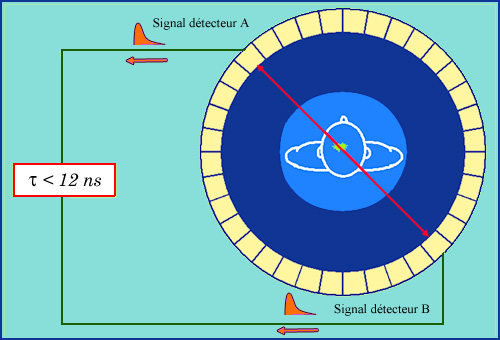 Signal détecteur A
τ < 12 ns
Signal détecteur B